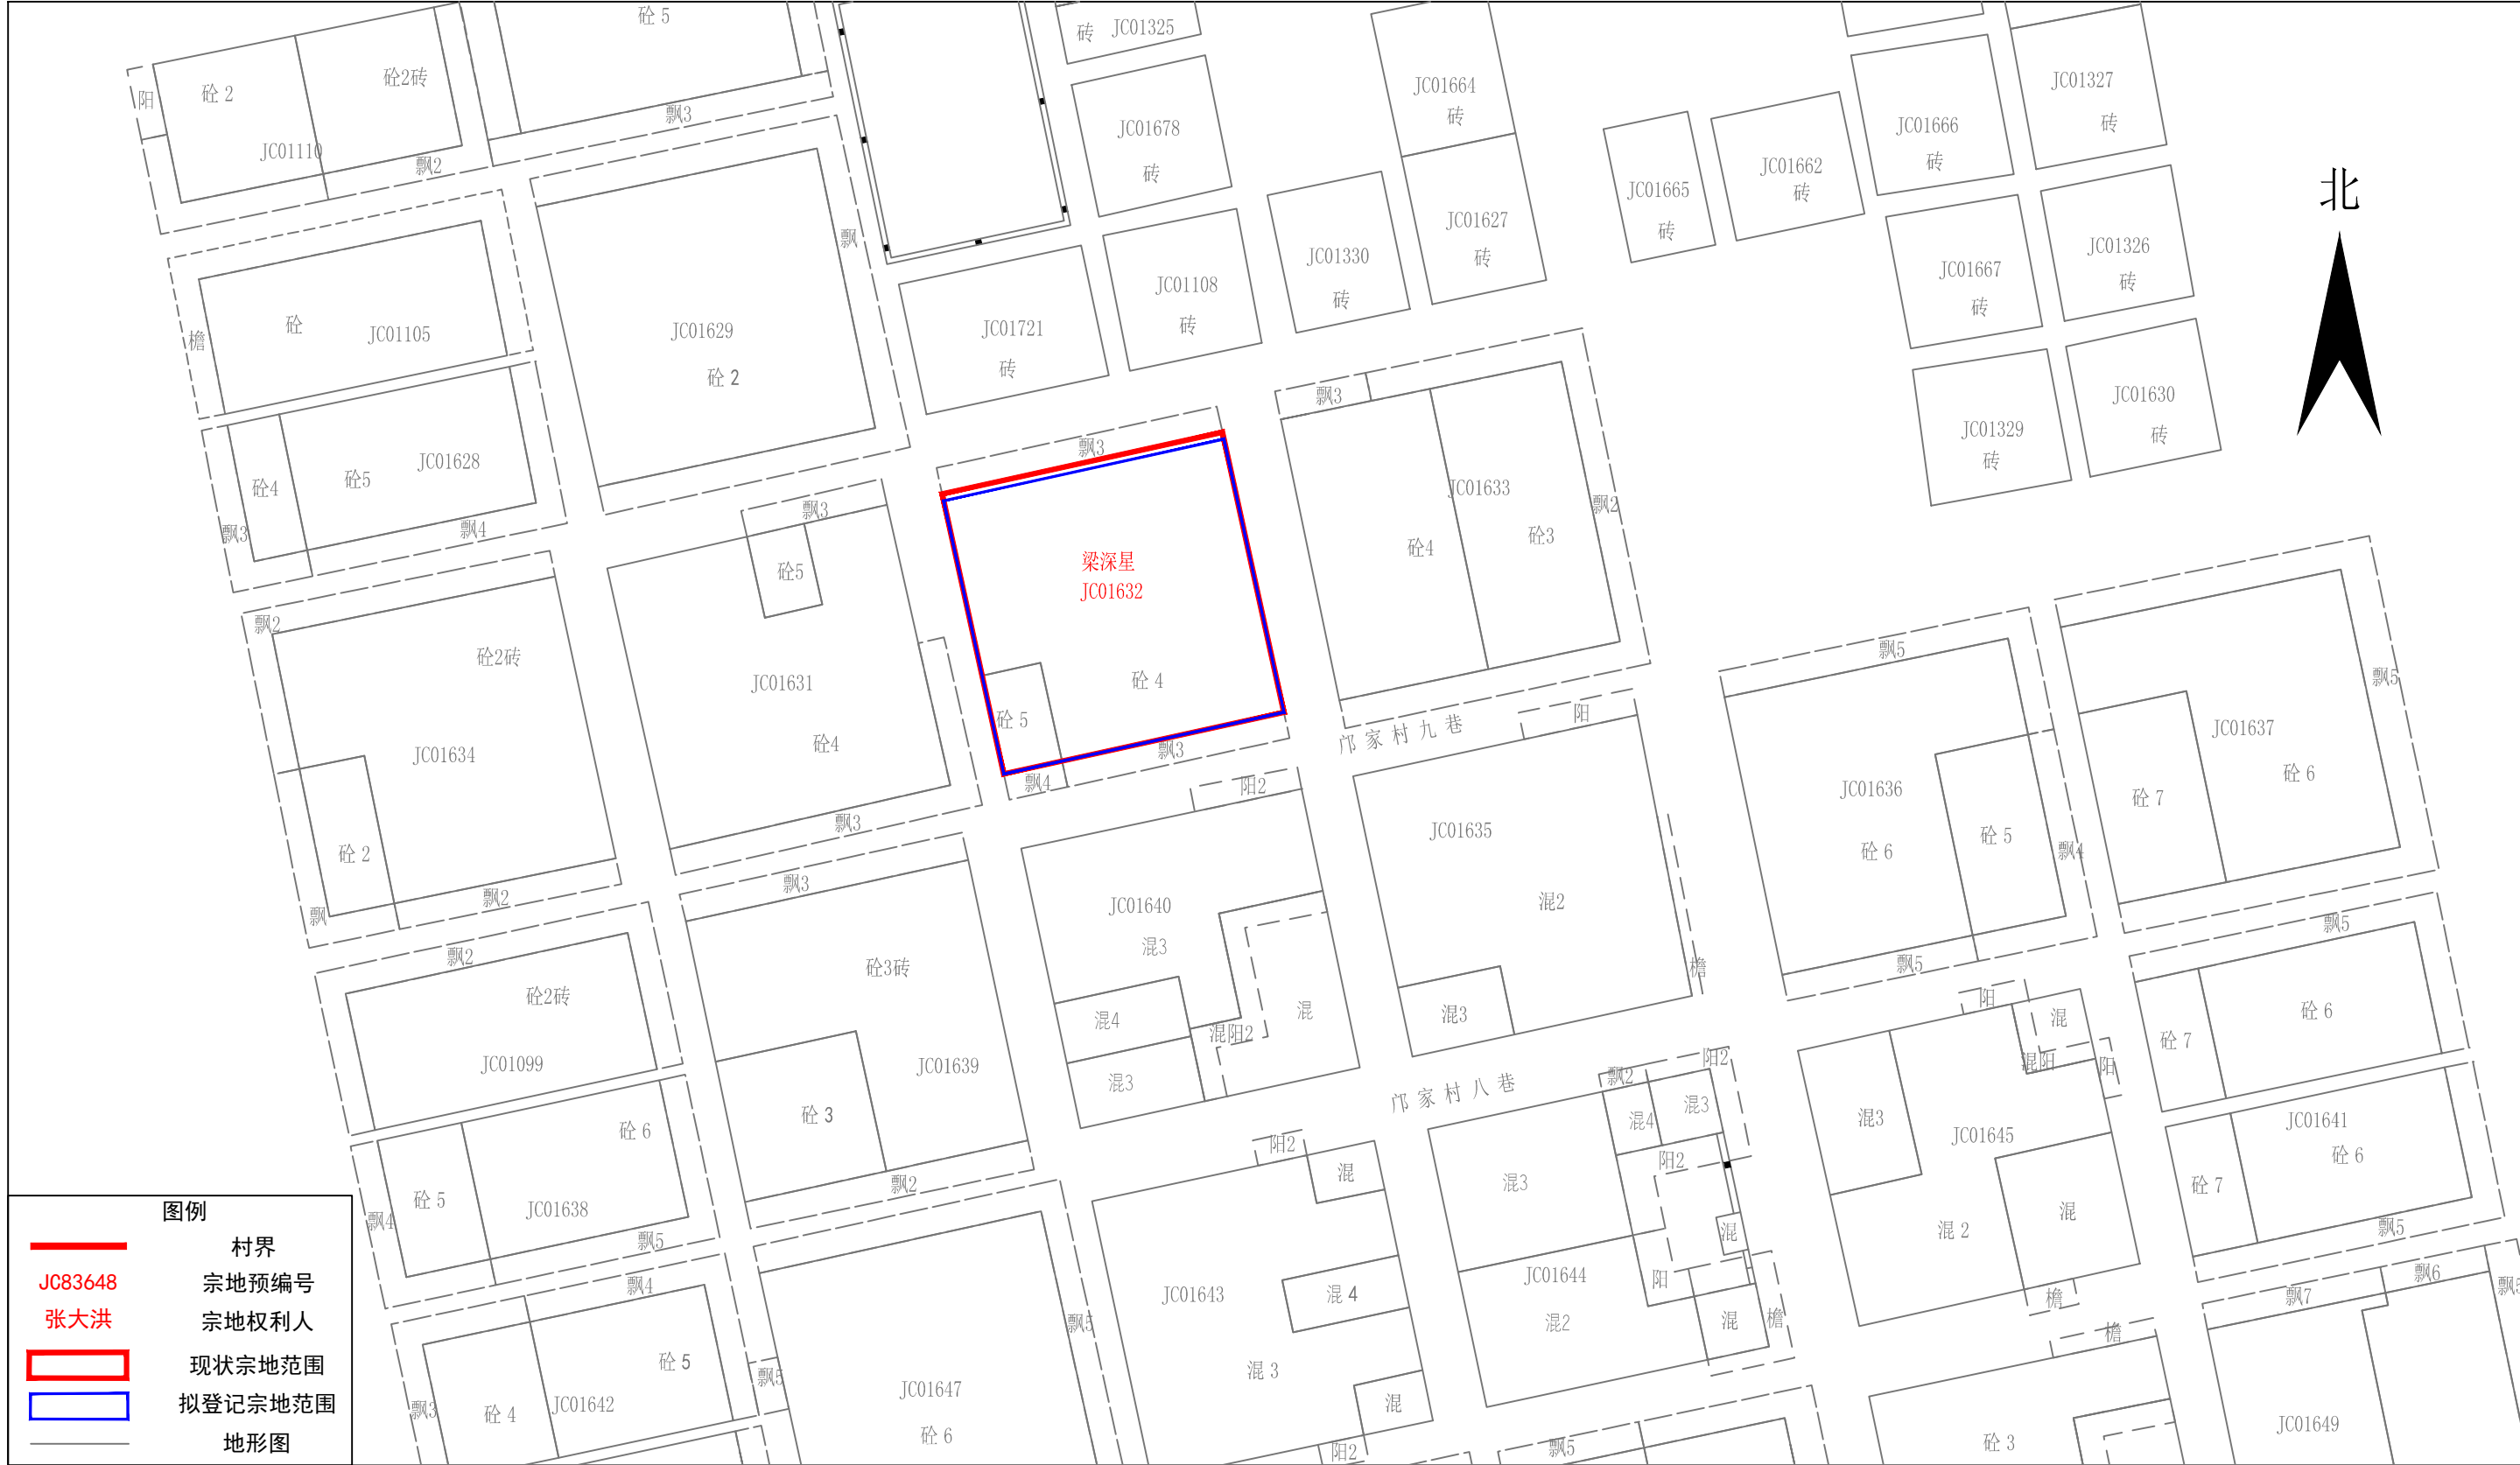 砼 5
砖 JC01325
砼 2
砼2砖
阳
JC01110
飘2
飘3
JC01678
砖
JC01664
砖
JC01327
砖
JC01666
砖
JC01662
砖
JC01665
砖
北
飘
JC01627
砖
JC01330
砖
JC01108
砖
JC01667
砖
JC01326
砖
檐
砼
JC01105
JC01629
砼 2
JC01721
砖
飘3
JC01329
砖
JC01630
砖
JC01628
砼4
砼5
飘3
飘4
飘3
飘3
JC01633
砼4
砼3
飘2
砼5
梁深星
JC01632
砼 4
砼 5
飘4
飘3
飘2
砼2砖
JC01634
砼 2
飘
飘2
JC01631
砼4
飘3
邝家村九巷
阳
飘5
飘5
JC01637
砼 6
砼 7
JC01636
砼 6
砼 5
飘4
飘5
阳2
JC01635
混2
混3
檐
飘3
JC01640
混3
混4
混3
混阳2
混
飘2
砼2砖
JC01099
砼3砖
JC01639
砼 3
飘2
飘5
砼 6
砼 7
阳
混
混阳
阳
邝家村八巷
飘2
阳2
混4
混3
阳2
混3
JC01645
混3
混 2
混
JC01641
砼 6
砼 7
飘5
砼 6
砼 5
JC01638
飘4
飘5
阳2
混
混
JC01643
混 4
混 3
混
阳2
JC01644
混2
阳
混
檐
檐
檐
飘7
飘6
飘5
飘4
砼 5
砼 4
JC01642
飘3
飘5
飘5
JC01647
砼 6
飘5
砼 3
JC01649
图例
村界
JC83648 宗地预编号
张大洪 宗地权利人
现状宗地范围
拟登记宗地范围
地形图